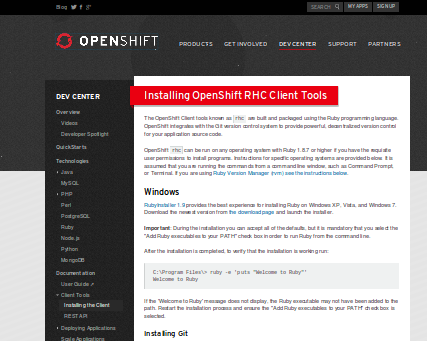 Blog
SEARCH
MY APPS
SIGN UP
OPENSHIFT
PRODUCTS
GET INVOLVED
DEV CENTER
SUPPORT
PARTNERS
DEV CENTER
Overview
Videos
Developer Spotlight
QuickStarts
Technologies
Java
MySQL
PHP
Perl
PostgreSQL
Ruby
Node.js
Python
MongoDB
Documentation
User Guide
Client Tools
Installing the Client
REST API
Deploying Applications
Scale Applications
Installing OpenShift RHC Client Tools
The OpenShift Client tools known as rhc are built and packaged using the Ruby programming language.
OpenShift integrates with the Git version control system to provide powerful, decentralized version control
for your application source code.
OpenShift rhc can be run on any operating system with Ruby 1.8.7 or higher if you have the requisite
user permissions to install programs. Instructions for specific operating systems are provided below. It is
assumed that you are running the commands from a command line window, such as Command Prompt,
or Terminal. If you are using Ruby Version Manager (rvm) see the instructions below.
Windows
RubyInstaller 1.9 provides the best experience for installing Ruby on Windows XP, Vista, and Windows 7.
Download the newest version from the download page and launch the installer.
Important: During the installation you can accept all of the defaults, but it is mandatory that you select the
"Add Ruby executables to your PATH" check box in order to run Ruby from the command line.
After the installation is completed, to verify that the installation is working run:
C:\Program Files\> ruby -e 'puts "Welcome to Ruby"'
Welcome to Ruby
If the 'Welcome to Ruby' message does not display, the Ruby executable may not have been added to the
path. Restart the installation process and ensure the "Add Ruby executables to your PATH" check box is
selected.
Installing Git